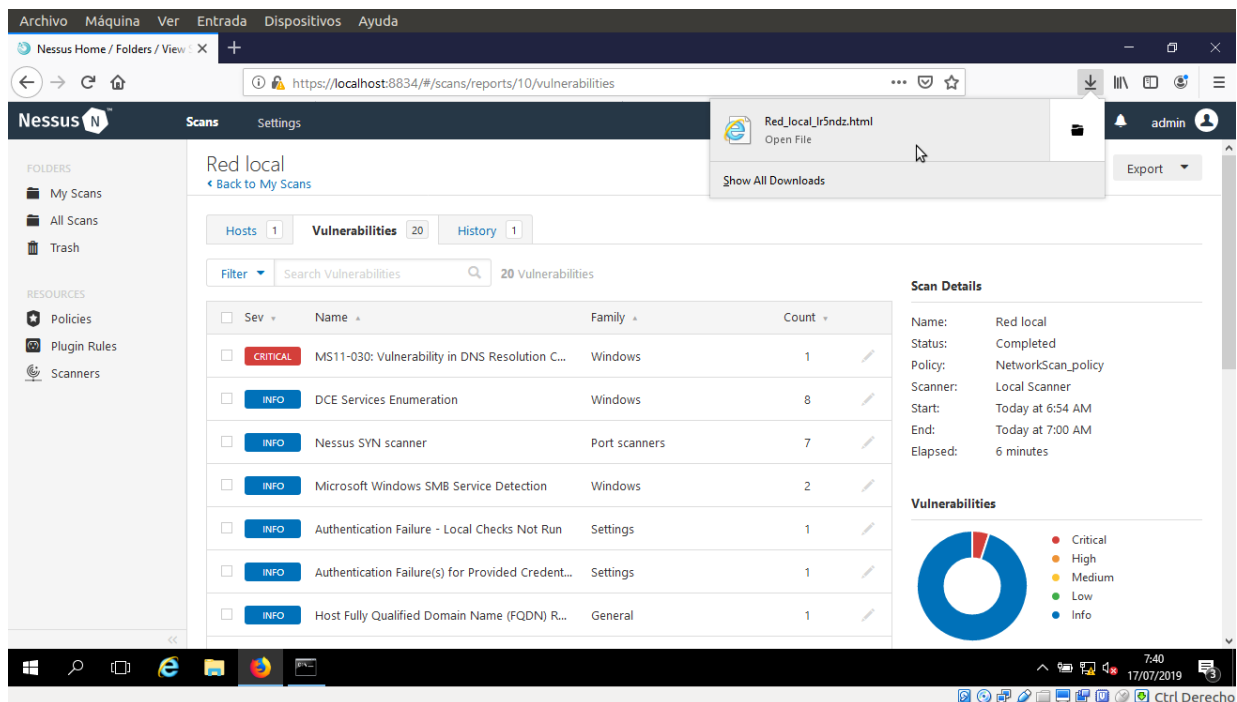 Archivo Máquina Ver Entrada Dispositivos Ayuda
Nessus Home / Folders / View S
https://localhost:8834/#/scans/reports/10/vulnerabilities
Nessus N
Scans Settings
admin
Red_local_lr5ndz.html
Open File
Show All Downloads
FOLDERS
My Scans
All Scans
Trash
RESOURCES
Policies
Plugin Rules
Scanners
Red local
Back to My Scans
Export
Hosts 1 Vulnerabilities 20 History 1
Filter Search Vulnerabilities 20 Vulnerabilities
Sev Name Family Count
CRITICAL MS11-030: Vulnerability in DNS Resolution C... Windows 1
INFO DCE Services Enumeration Windows 8
INFO Nessus SYN scanner Port scanners 7
INFO Microsoft Windows SMB Service Detection Windows 2
INFO Authentication Failure - Local Checks Not Run Settings 1
INFO Authentication Failure(s) for Provided Credent... Settings 1
INFO Host Fully Qualified Domain Name (FQDN) R... General 1
Scan Details
Name: Red local
Status: Completed
Policy: NetworkScan_policy
Scanner: Local Scanner
Start: Today at 6:54 AM
End: Today at 7:00 AM
Elapsed: 6 minutes
Vulnerabilities
Critical
High
Medium
Low
Info
7:40
17/07/2019
3
Ctrl Derecho